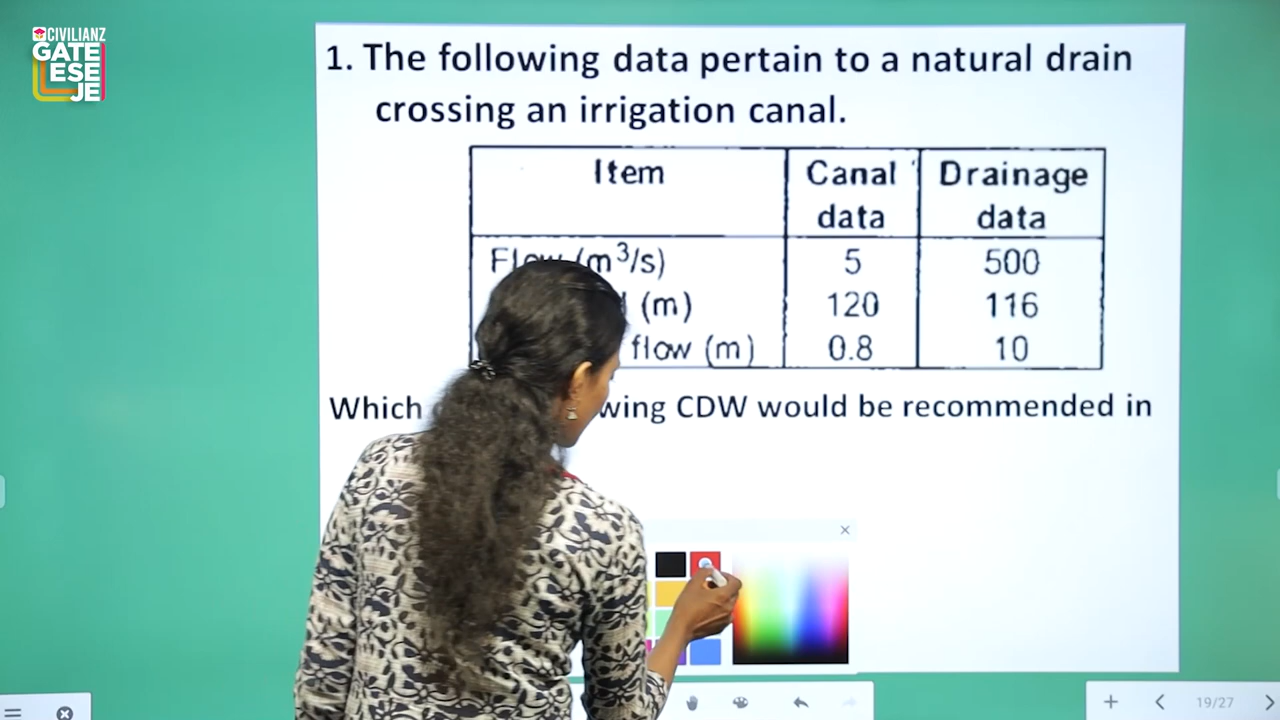 CIVILIANZ
GATE
ESE
JE
1. The following data pertain to a natural drain
crossing an irrigation canal.
Item Canal data Drainage data
Flow (m³/s) 5 500
(m) 120 116
flow (m) 0.8 10
Which CDW would be recommended in
19/27